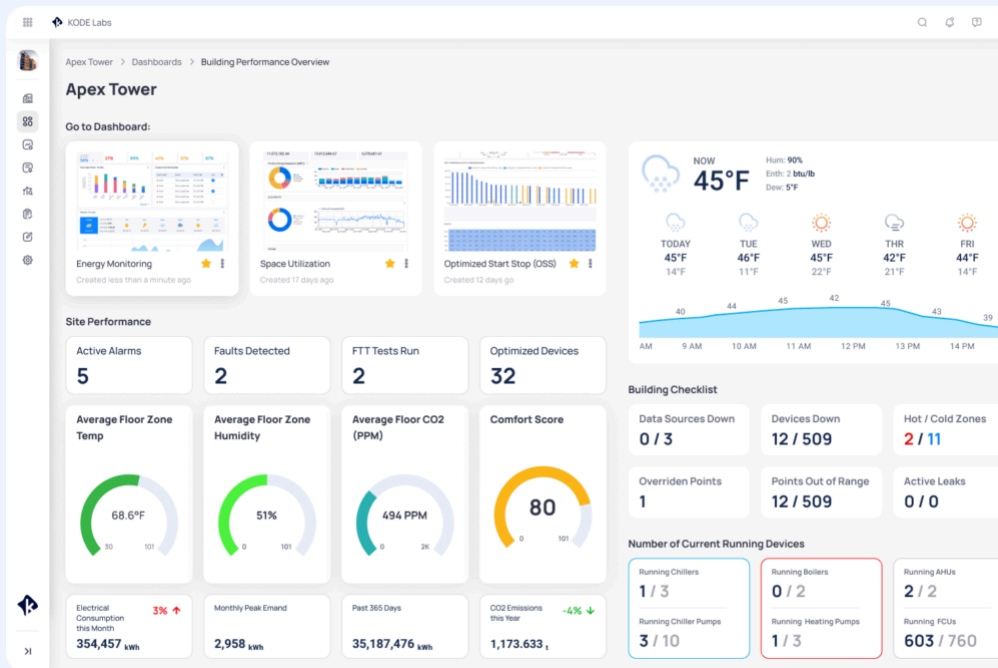 KODE Labs
Apex Tower > Dashboards > Building Performance Overview
Apex Tower
Go to Dashboard:
Energy Monitoring
Created less than a minute ago
Space Utilization
Created 17 days ago
Optimized Start Stop (OSS)
Created 12 days go
NOW
45°F
Hum: 90%
Enth: 2 btu/lb
Dew: 5°F
TODAY
45°F
14°F
TUE
46°F
11°F
WED
45°F
22°F
THR
42°F
21°F
FRI
44°F
14°F
40 44 45 42 45 43 39
AM 9 AM 10 AM 11 AM 12 PM 13 PM 14 PM
Site Performance
Active Alarms
5
Faults Detected
2
FTT Tests Run
2
Optimized Devices
32
Average Floor Zone
Temp
68.6°F
30 101
Average Floor Zone
Humidity
51%
0 101
Average Floor CO2
(PPM)
494 PPM
0 2K
Comfort Score
80
0 101
Electrical
Consumption
this Month
3%
354,457 kWh
Monthly Peak Emand
2,958 kWh
Past 365 Days
35,187,476 kWh
CO2 Emissions
this Year
-4%
1,173.633 t
Building Checklist
Data Sources Down
0 / 3
Devices Down
12 / 509
Hot / Cold Zones
2 / 11
Overriden Points
1
Points Out of Range
12 / 509
Active Leaks
0 / 0
Number of Current Running Devices
Running Chillers
1 / 3
Running Chiller Pumps
3 / 10
Running Boilers
0 / 2
Running Heating Pumps
1 / 3
Running AHUs
2 / 2
Running FCUs
603 / 760